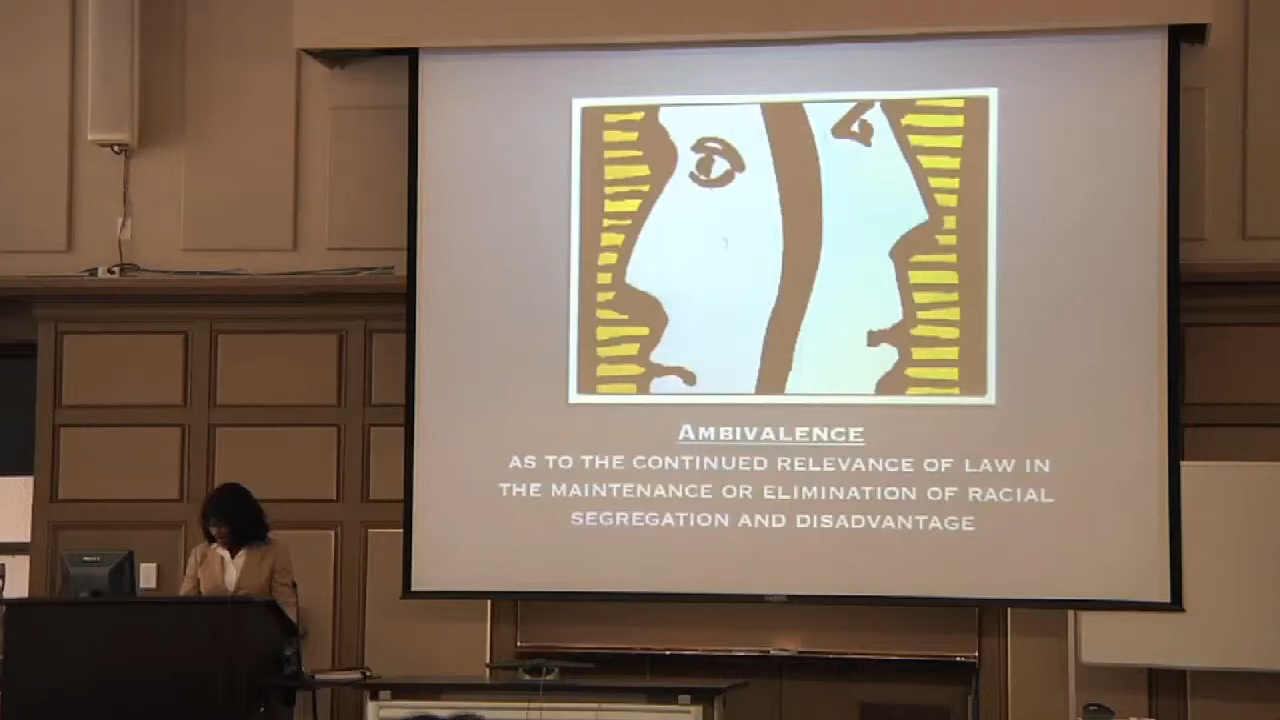 AMBIVALENCE
AS TO THE CONTINUED RELEVANCE OF LAW IN
THE MAINTENANCE OR ELIMINATION OF RACIAL
SEGREGATION AND DISADVANTAGE